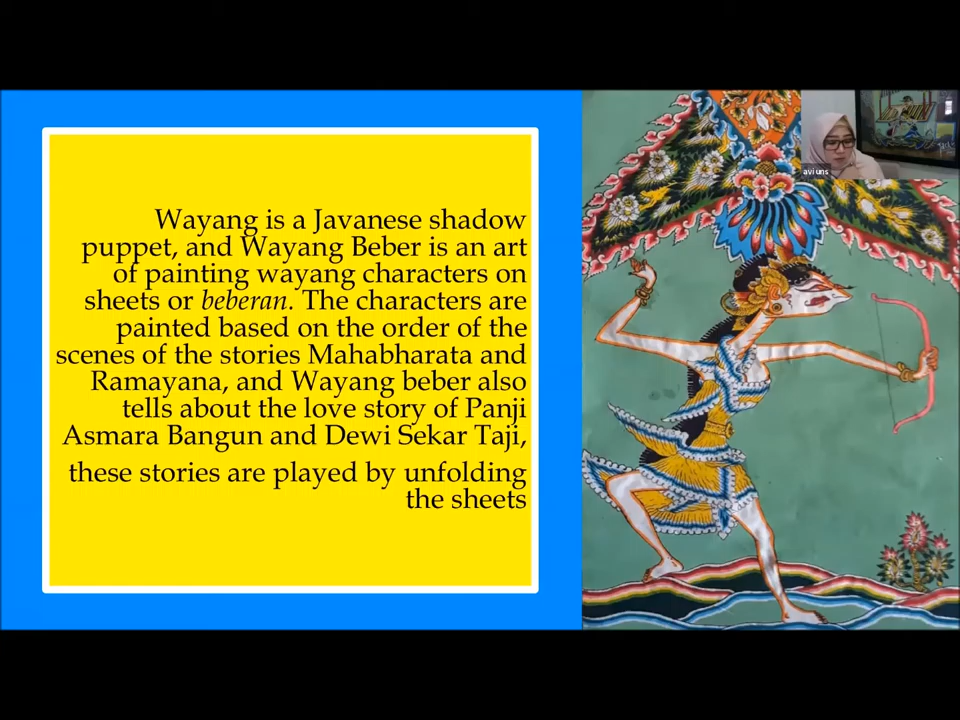 Wayang is a Javanese shadow
puppet, and Wayang Beber is an art
of painting wayang characters on
sheets or beberan. The characters are
painted based on the order of the
scenes of the stories Mahabharata and
Ramayana, and Wayang beber also
tells about the love story of Panji
Asmara Bangun and Dewi Sekar Taji,
these stories are played by unfolding
the sheets
avi uns